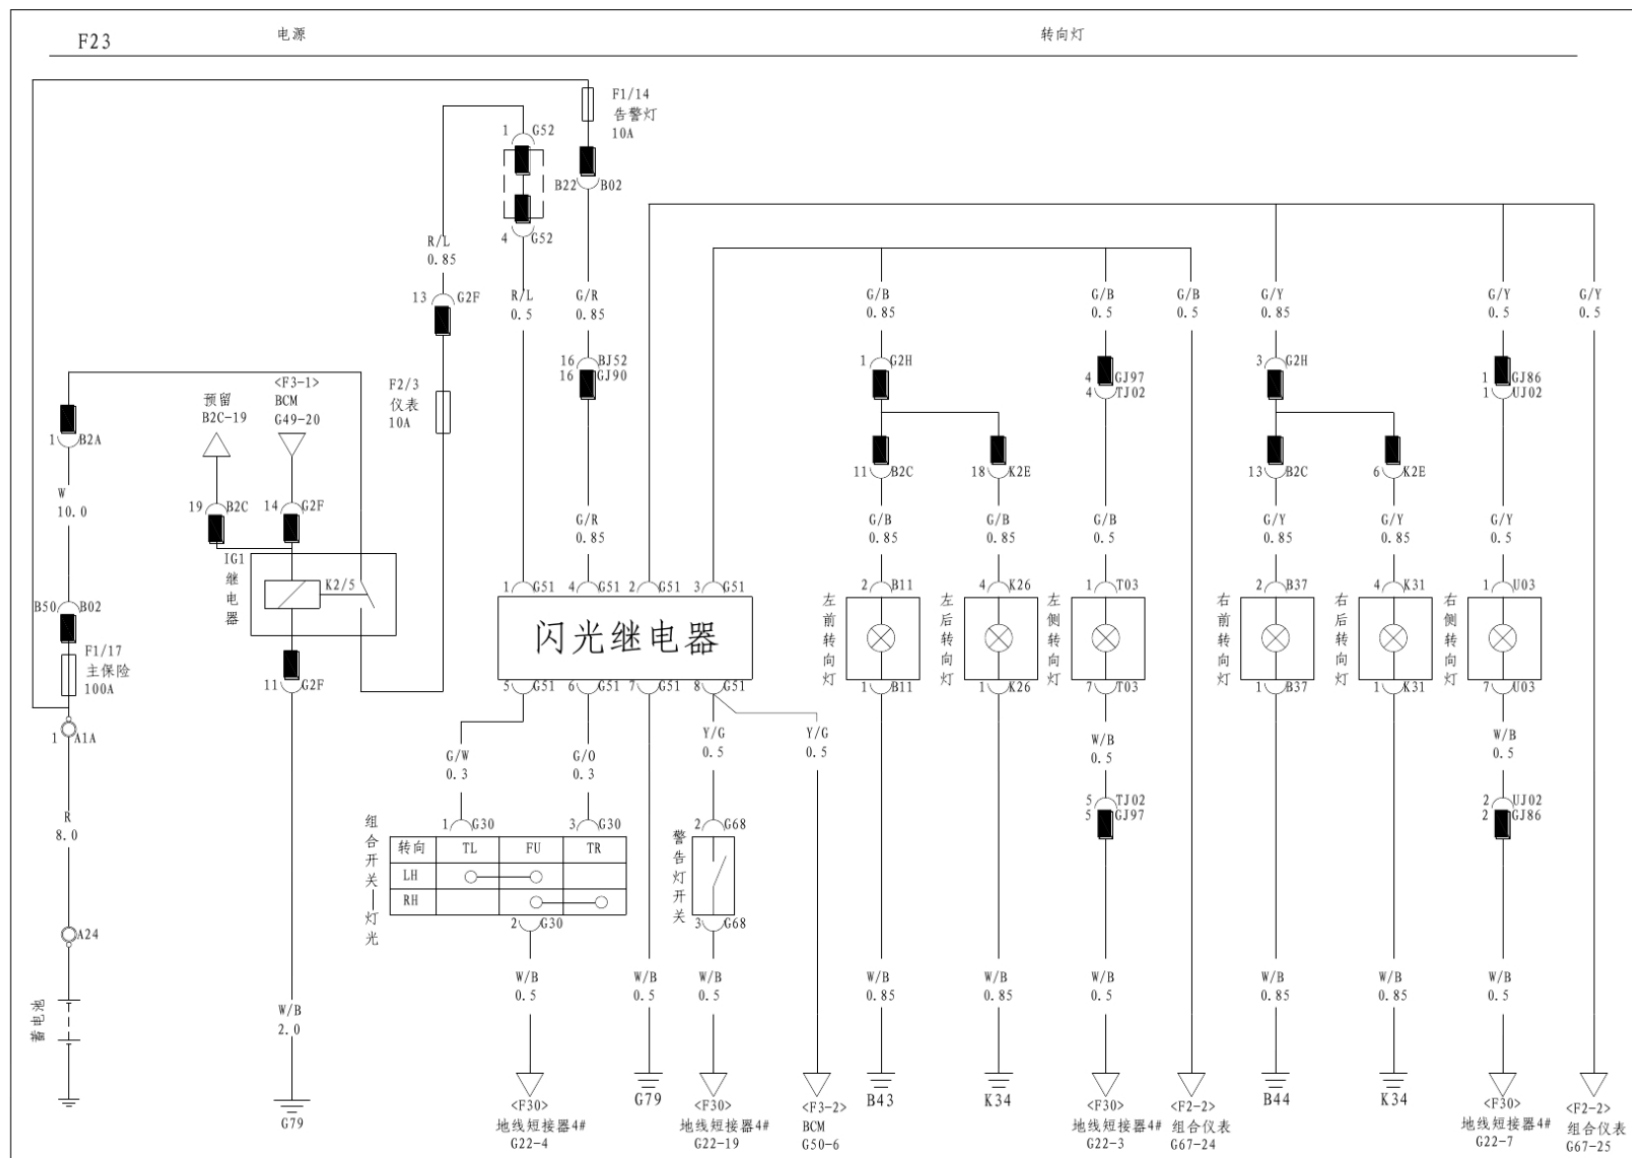 F23
电源
转向灯
F1/14
告警灯
10A
1 G52
B22 B02
4 G52
R/L
0.85
13 G2F
R/L
0.5
G/R
0.85
G/B
0.85
G/B
0.5
G/B
0.5
G/Y
0.85
G/Y
0.5
G/Y
0.5
16 BJ52
16 GJ90
1 G2H
4 GJ97
4 TJ02
3 G2H
1 GJ86
1 UJ02
F2/3
仪表
10A
<F3-1>
BCM
G49-20
预留
B2C-19
1 B2A
11 B2C
18 K2E
13 B2C
6 K2E
W
10.0
19 B2C
14 G2F
G/R
0.85
G/B
0.85
G/B
0.85
G/B
0.5
G/Y
0.85
G/Y
0.85
G/Y
0.5
IG1
继电器
K2/5
B50 B02
1 G51
4 G51
2 G51
3 G51
2 B11
4 K26
1 T03
2 B37
4 K31
1 U03
闪光继电器
左前转向灯
左后转向灯
左侧转向灯
右前转向灯
右后转向灯
右侧转向灯
F1/17
主保险
100A
11 G2F
5 G51
6 G51
7 G51
8 G51
1 B11
1 K26
7 T03
1 B37
1 K31
7 U03
1 A1A
G/W
0.3
G/O
0.3
Y/G
0.5
Y/G
0.5
W/B
0.5
W/B
0.5
R
8.0
5 TJ02
5 GJ97
2 UJ02
2 GJ86
组合开关—灯光
1 G30
3 G30
转向 TL FU TR
LH
RH
2 G30
警告灯开关
2 G68
3 G68
A24
蓄电池
W/B
2.0
W/B
0.5
W/B
0.5
W/B
0.5
W/B
0.85
W/B
0.85
W/B
0.5
W/B
0.85
W/B
0.85
W/B
0.5
G79
<F30>
地线短接器4#
G22-4
G79
<F30>
地线短接器4#
G22-19
<F3-2>
BCM
G50-6
B43
K34
<F30>
地线短接器4#
G22-3
<F2-2>
组合仪表
G67-24
B44
K34
<F30>
地线短接器4#
G22-7
<F2-2>
组合仪表
G67-25